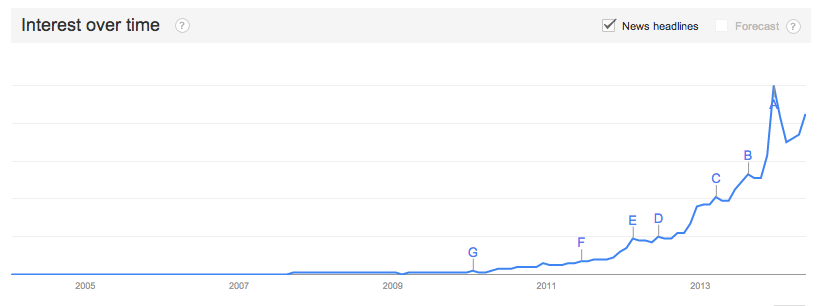 Interest over time ?
News headlines
Forecast ?
A
B
C
D
E
F
G
2005 2007 2009 2011 2013